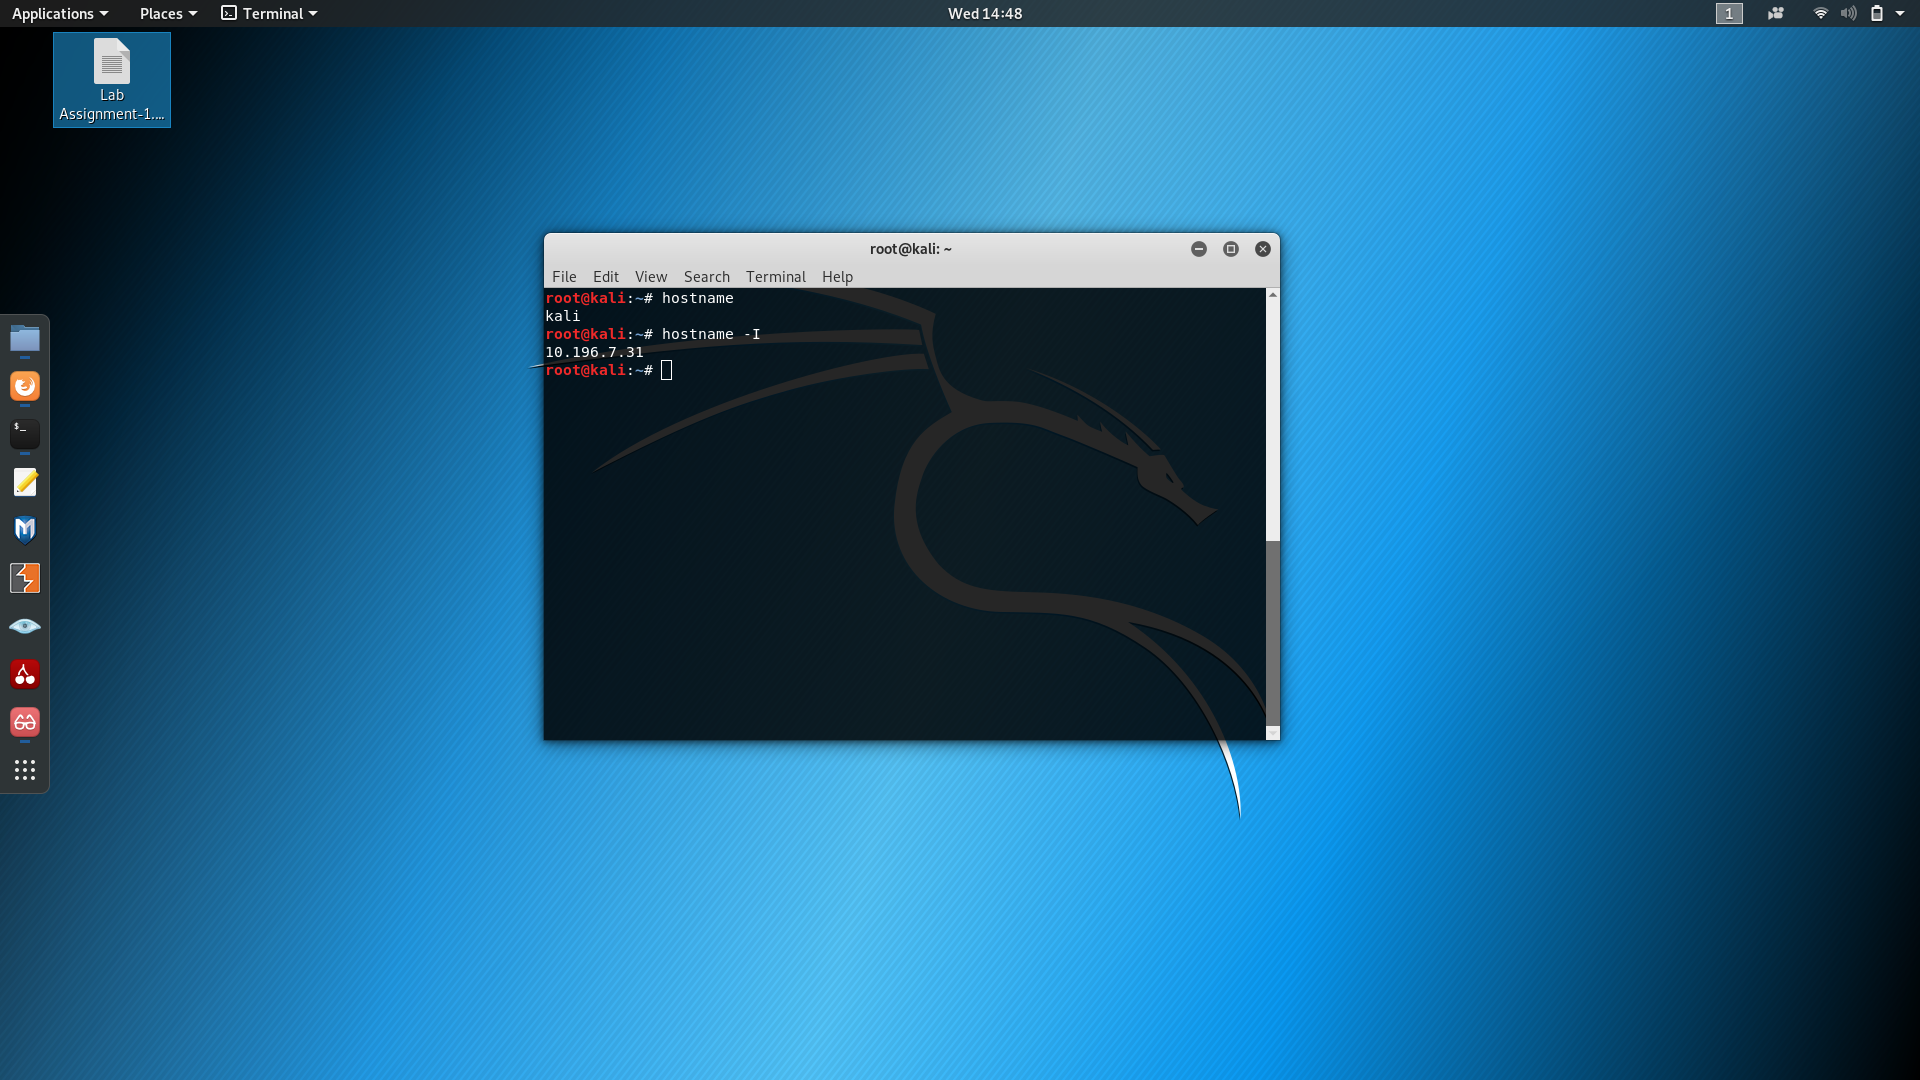 Applications Places Terminal Wed 14:48 1
Lab
Assignment-1....
root@kali: ~
File Edit View Search Terminal Help
root@kali:~# hostname
kali
root@kali:~# hostname -I
10.196.7.31
root@kali:~#
$_